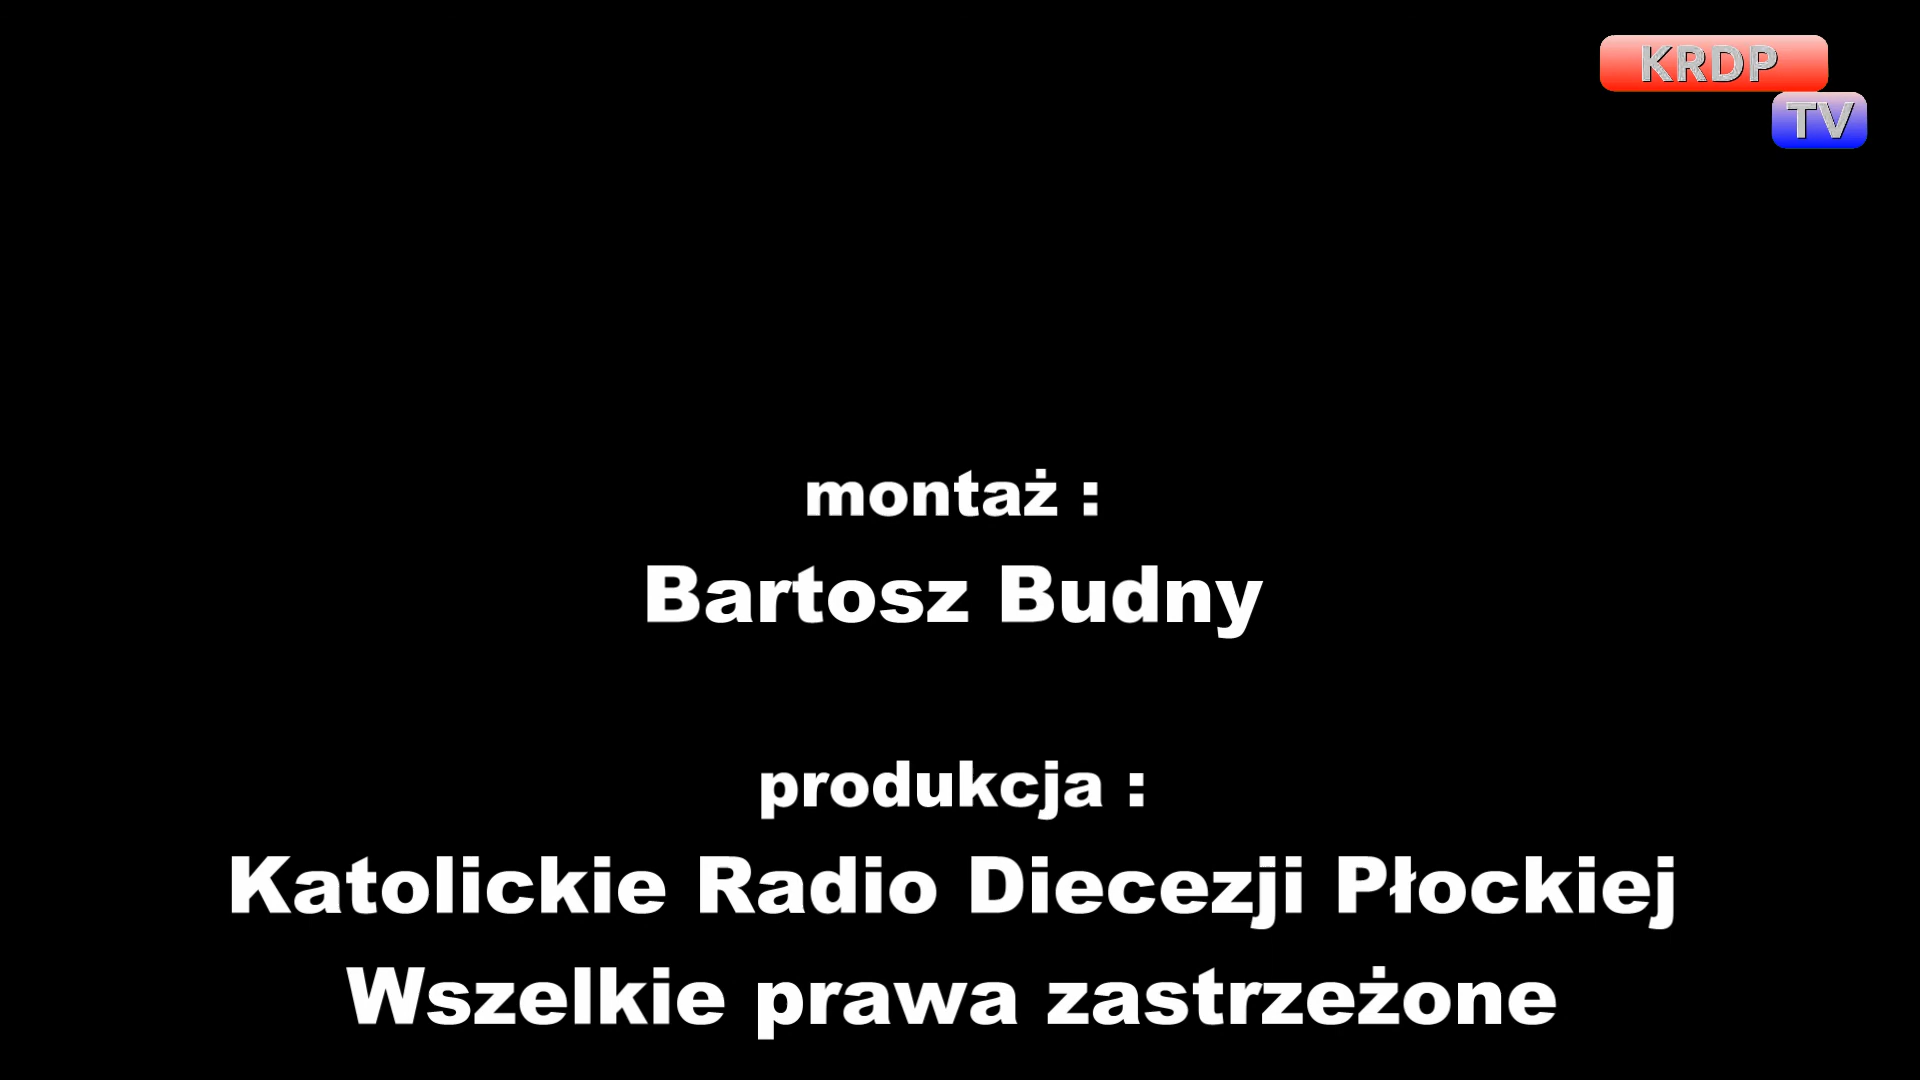 KRDP
TV
montaż :
Bartosz Budny
produkcja :
Katolickie Radio Diecezji Płockiej
Wszelkie prawa zastrzeżone